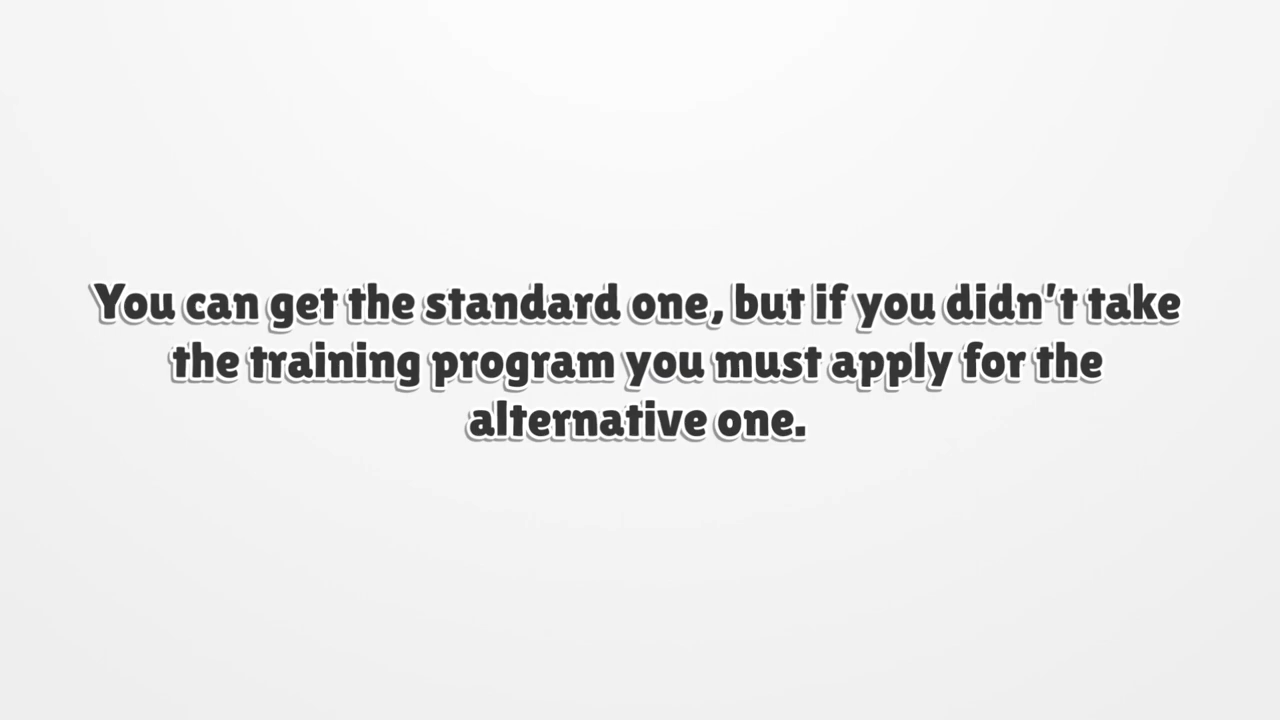 You can get the standard one, but if you didn't take
the training program you must apply for the
alternative one.